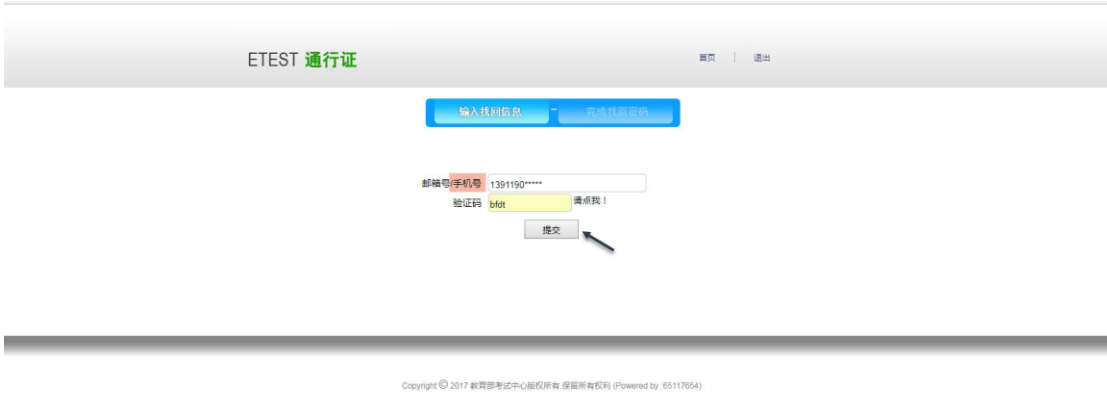 ETEST 通行证
首页 | 退出
输入找回信息 - 完成找回密码
邮箱号/手机号 1391190*****
验证码 bfdt 请点我！
提交
Copyright © 2017 教育部考试中心版权所有.保留所有权利 (Powered by :65117654)